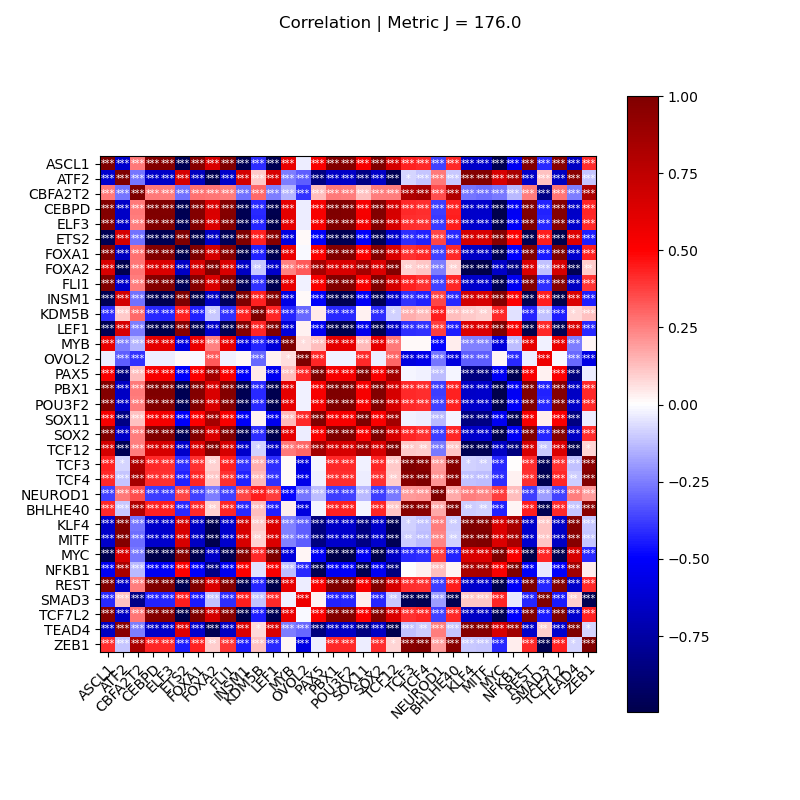 Correlation | Metric J = 176.0
ASCL1
ATF2
CBFA2T2
CEBPD
ELF3
ETS2
FOXA1
FOXA2
FLI1
INSM1
KDM5B
LEF1
MYB
OVOL2
PAX5
PBX1
POU3F2
SOX11
SOX2
TCF12
TCF3
TCF4
NEUROD1
BHLHE40
KLF4
MITF
MYC
NFKB1
REST
SMAD3
TCF7L2
TEAD4
ZEB1
ASCL1
ATF2
CBFA2T2
CEBPD
ELF3
ETS2
FOXA1
FOXA2
FLI1
INSM1
KDM5B
LEF1
MYB
OVOL2
PAX5
PBX1
POU3F2
SOX11
SOX2
TCF12
TCF3
TCF4
NEUROD1
BHLHE40
KLF4
MITF
MYC
NFKB1
REST
SMAD3
TCF7L2
TEAD4
ZEB1
1.00
0.75
0.50
0.25
0.00
−0.25
−0.50
−0.75